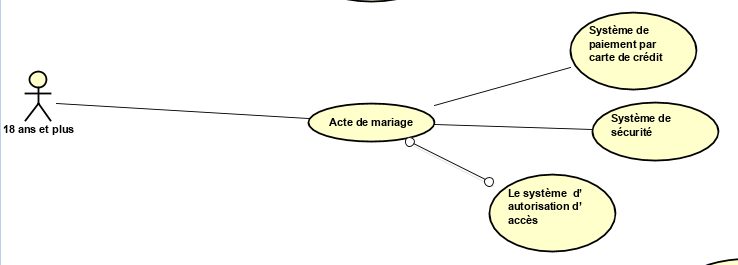 Système de
paiement par
carte de crédit
18 ans et plus
Acte de mariage
Système de
sécurité
Le système d’
autorisation d’
accès